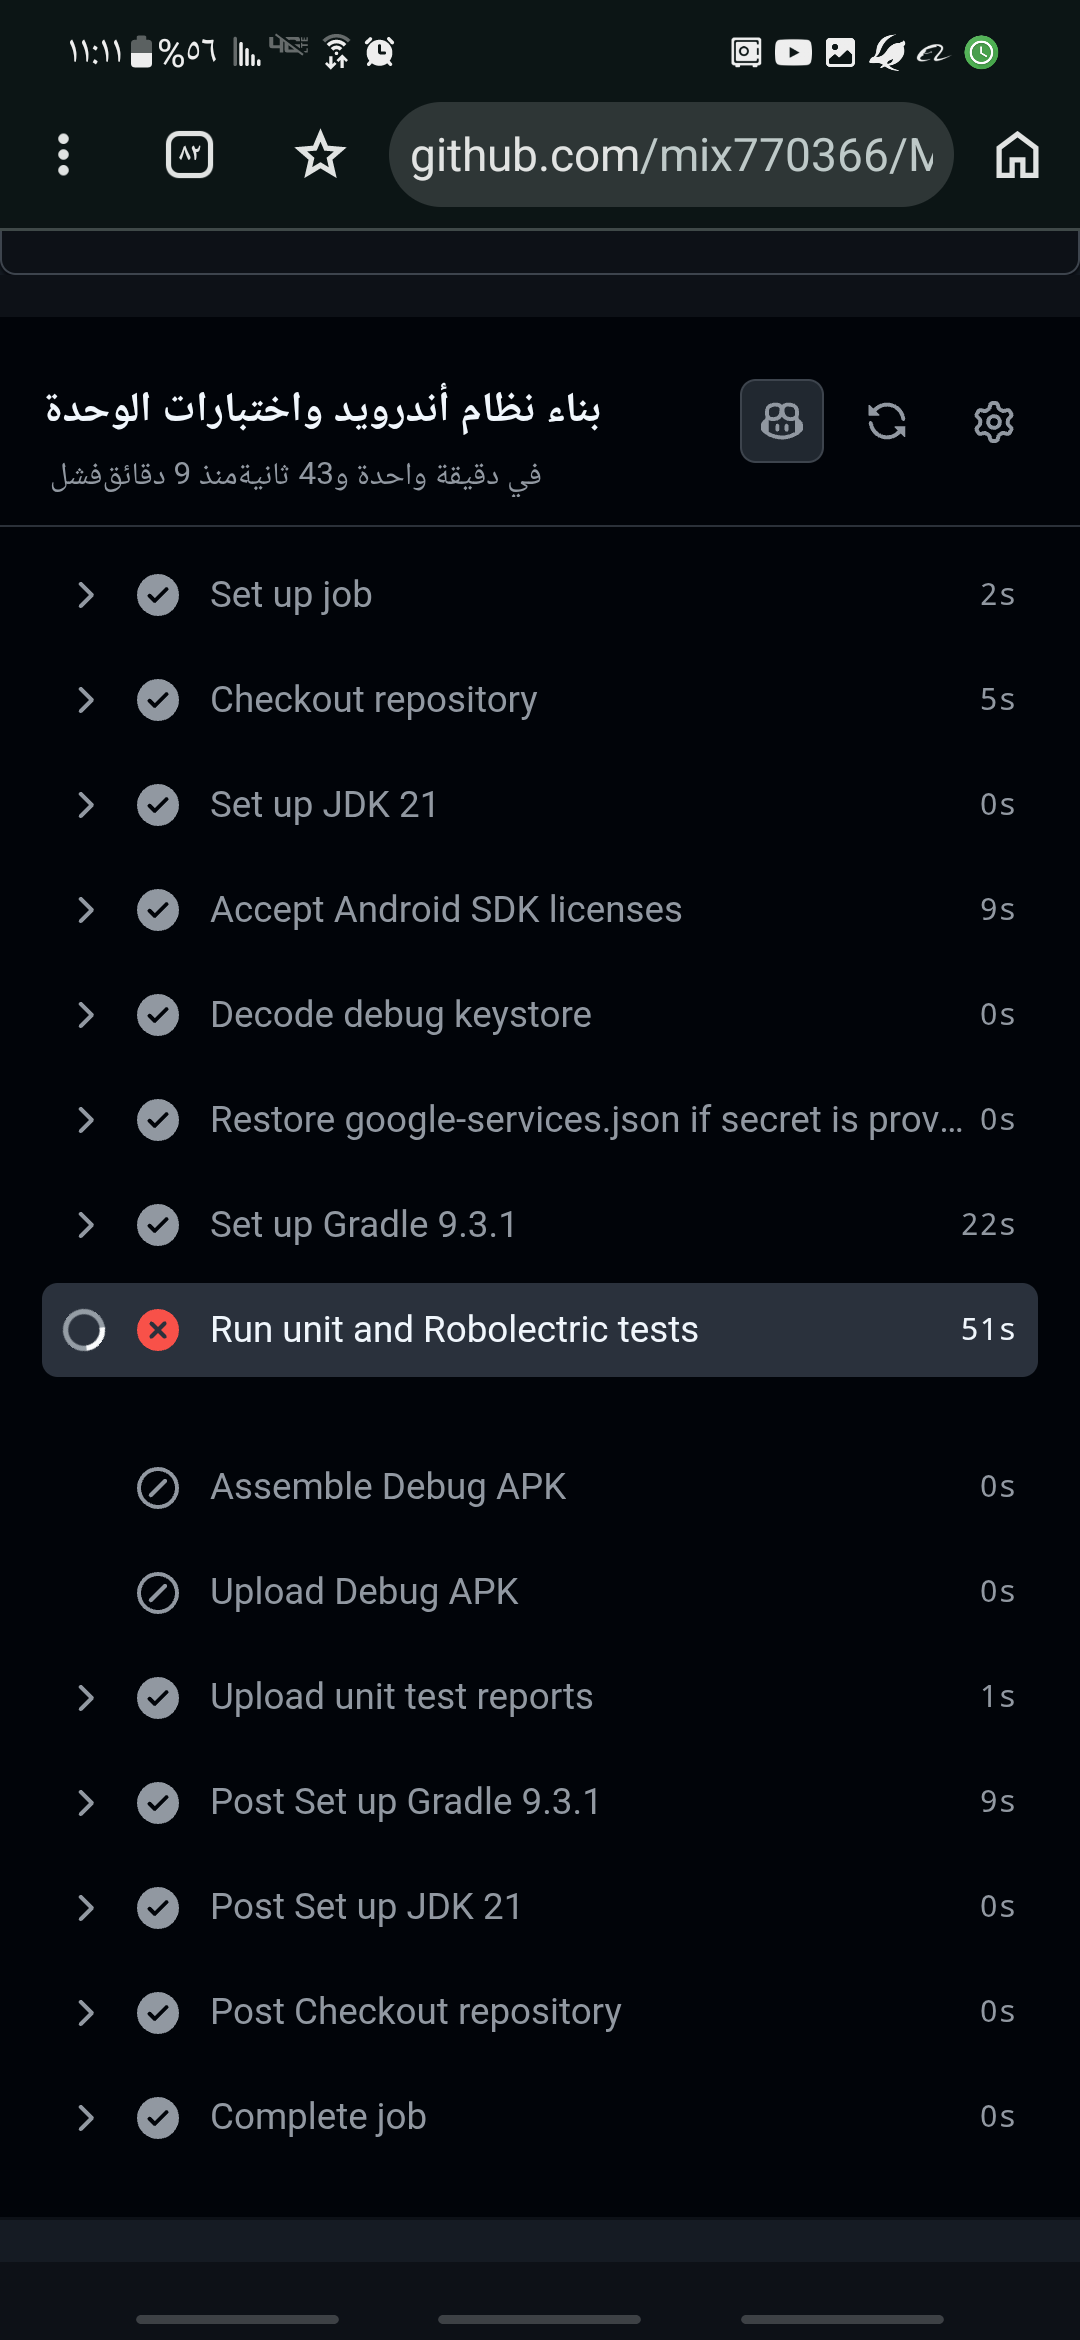 ١١:١١ %٥٦ 4G LTE
٨٢
github.com/mix770366/M
بناء نظام أندرويد واختبارات الوحدة
في دقيقة واحدة و43 ثانيةمنذ 9 دقائقفشل
Set up job 2s
Checkout repository 5s
Set up JDK 21 0s
Accept Android SDK licenses 9s
Decode debug keystore 0s
Restore google-services.json if secret is prov... 0s
Set up Gradle 9.3.1 22s
Run unit and Robolectric tests 51s
Assemble Debug APK 0s
Upload Debug APK 0s
Upload unit test reports 1s
Post Set up Gradle 9.3.1 9s
Post Set up JDK 21 0s
Post Checkout repository 0s
Complete job 0s